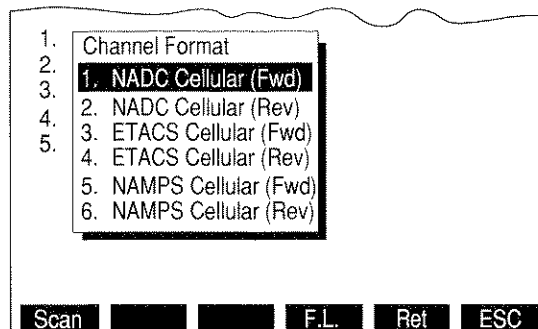 1.
2.
3.
4.
5.
Channel Format
1. NADC Cellular (Fwd)
2. NADC Cellular (Rev)
3. ETACS Cellular (Fwd)
4. ETACS Cellular (Rev)
5. NAMPS Cellular (Fwd)
6. NAMPS Cellular (Rev)
Scan F.L. Ret ESC